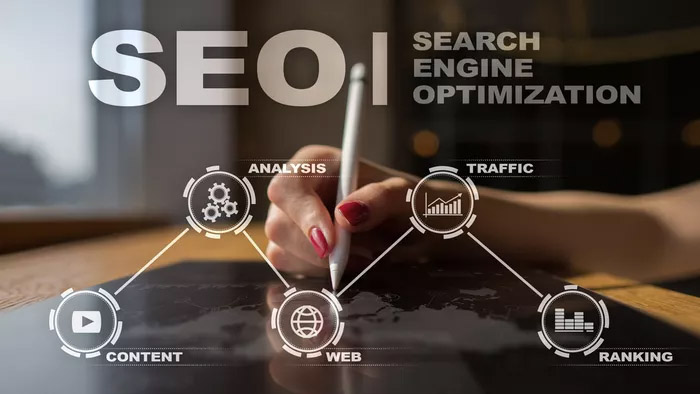 SEO
SEARCH
ENGINE
OPTIMIZATION
ANALYSIS
TRAFFIC
CONTENT
WEB
RANKING